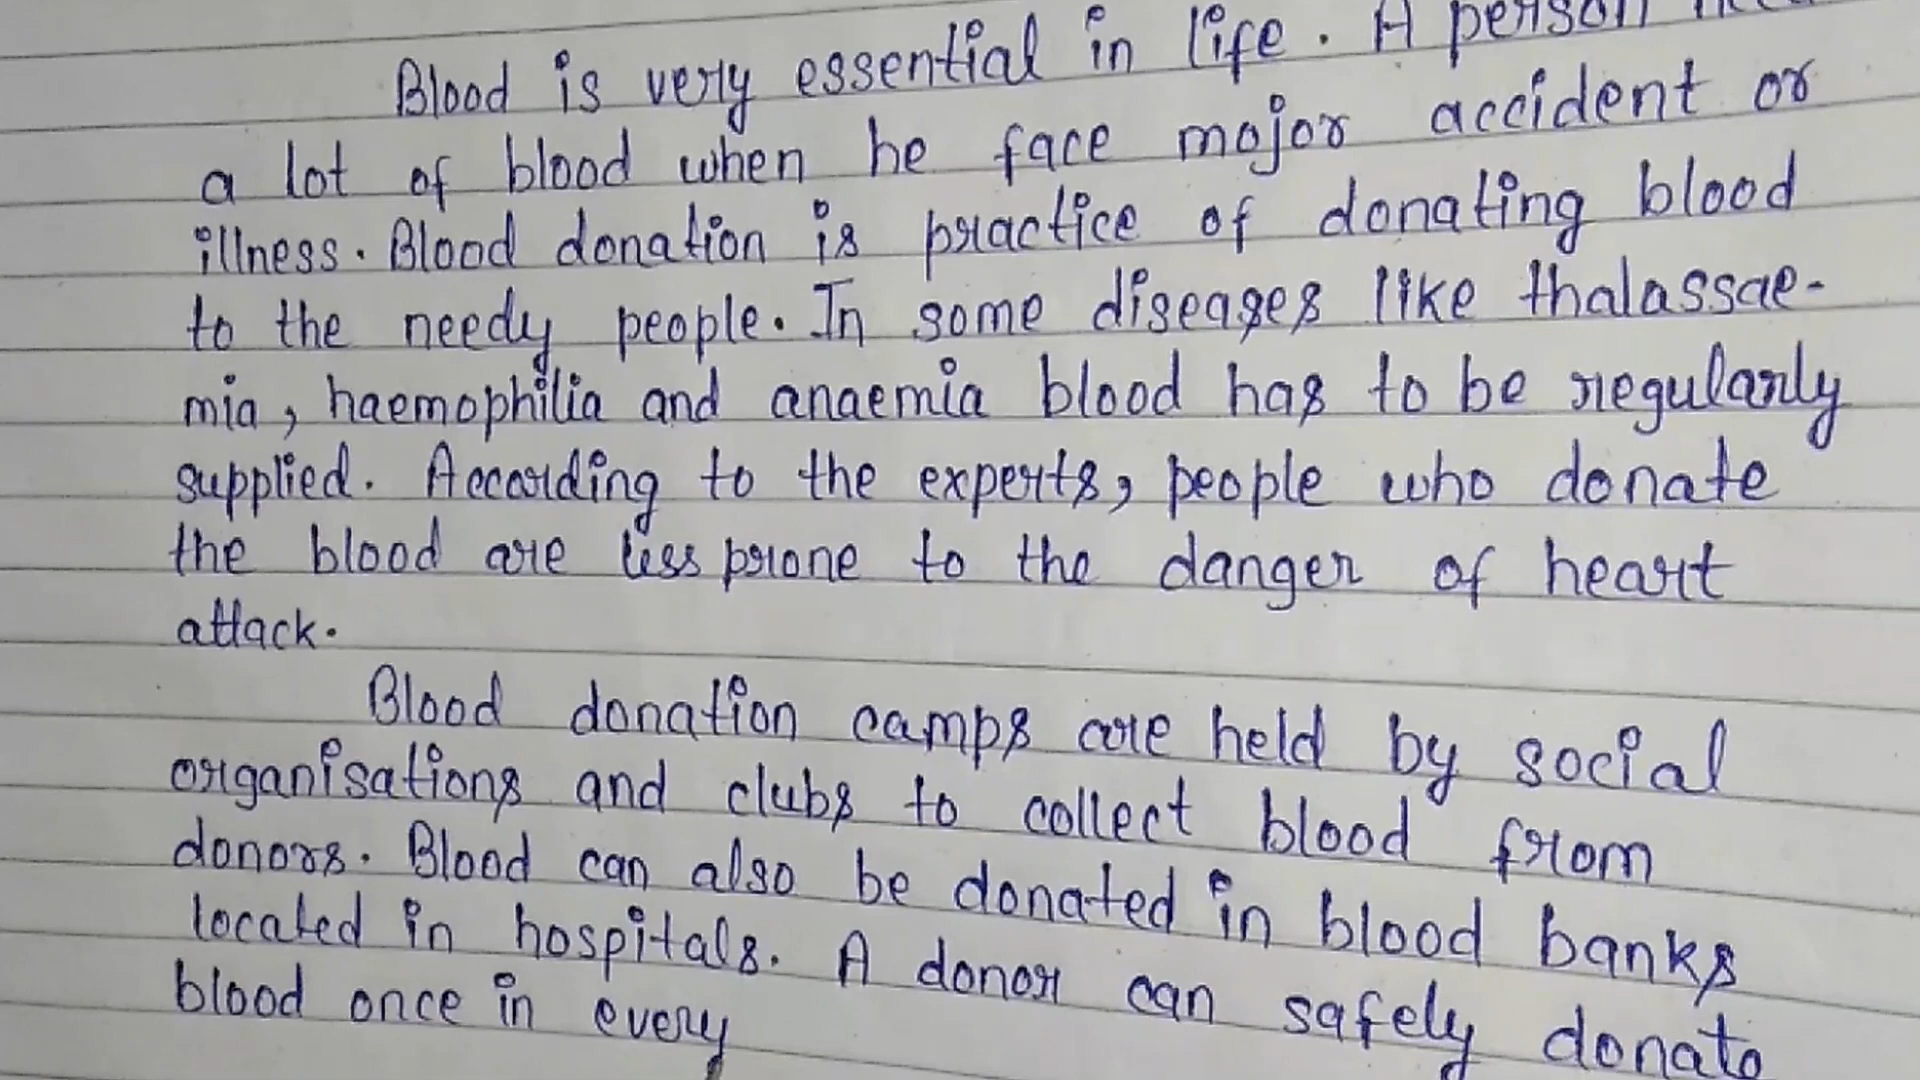 Blood is very essential in life. A person
a lot of blood when he face major accident or
illness. Blood donation is practice of donating blood
to the needy people. In some diseases like thalassae-
mia, haemophilia and anaemia blood has to be regularly
supplied. According to the experts, people who donate
the blood are less prone to the danger of heart
attack.
Blood donation camps are held by social
organisations and clubs to collect blood from
donors. Blood can also be donated in blood banks
located in hospitals. A donor can safely donate
blood once in every